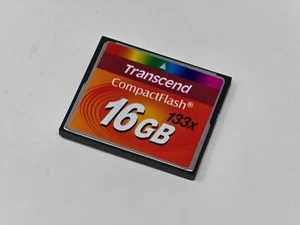 Transcend
CompactFlash®
133x
16GB